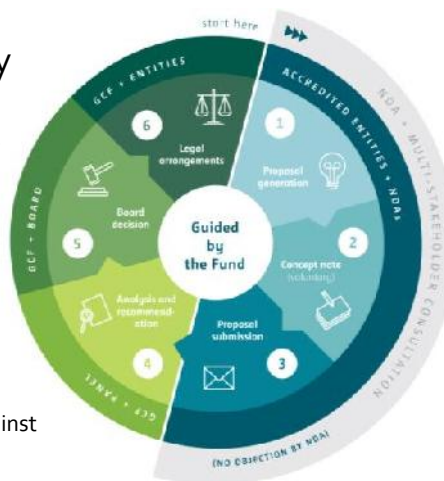 y
start here
GCF + ENTITIES
ACCREDITED ENTITIES + NDAs
NDA + MULTI-STAKEHOLDER CONSULTATION
6
Legal
arrangements
1
Proposal
generation
GCF + BOARD
Board
decision
5
Guided
by
the Fund
2
Concept note
(voluntary)
Analysis and
recommend-
ation
4
Proposal
submission
3
GCF + PANEL
inst
(NO OBJECTION BY NDA)